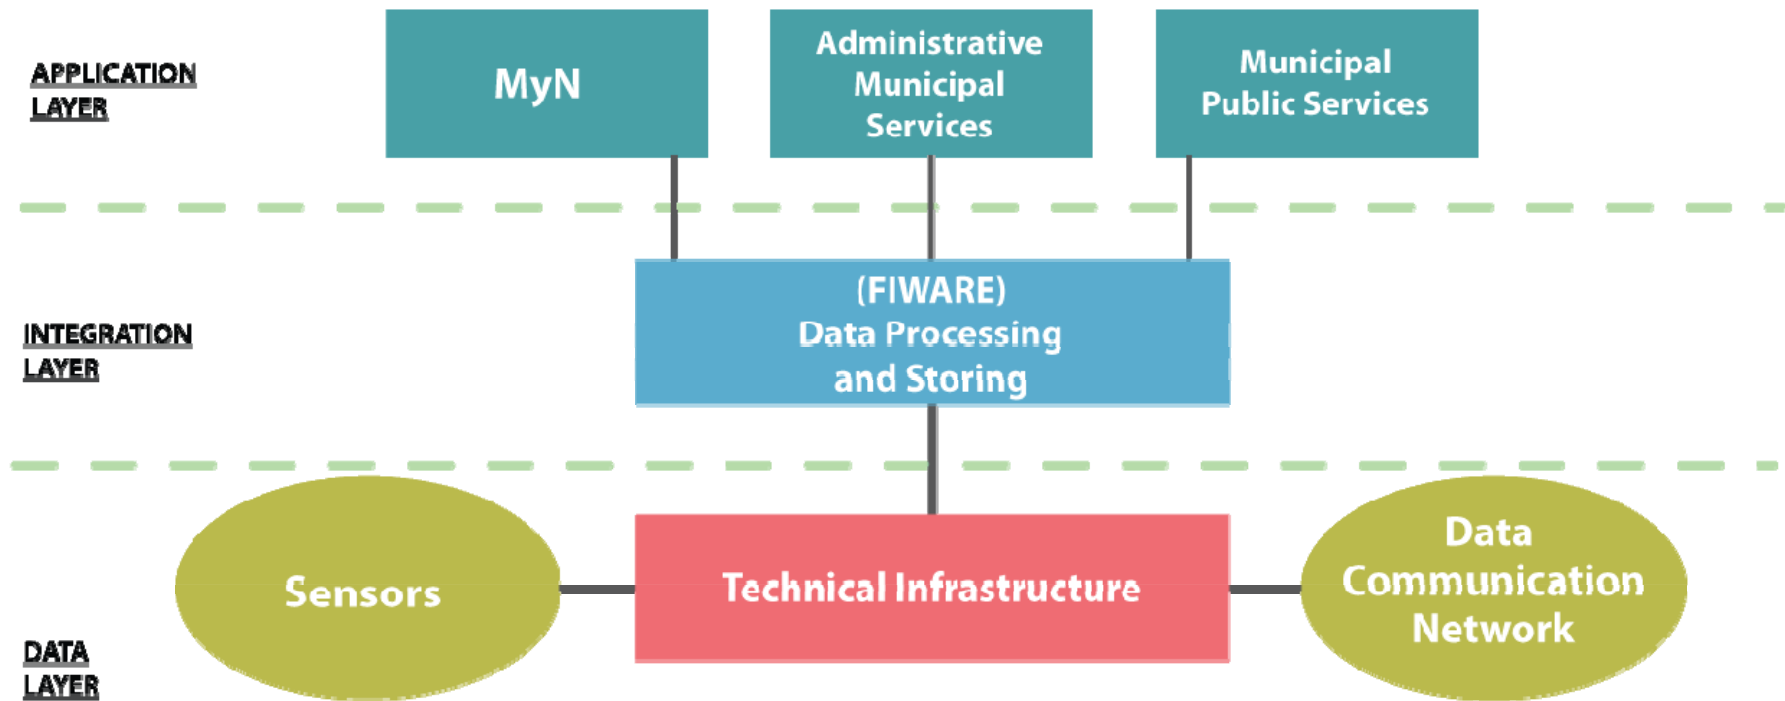 APPLICATION
LAYER
MyN
Administrative
Municipal
Services
Municipal
Public Services
INTEGRATION
LAYER
(FIWARE)
Data Processing
and Storing
DATA
LAYER
Sensors
Technical Infrastructure
Data
Communication
Network